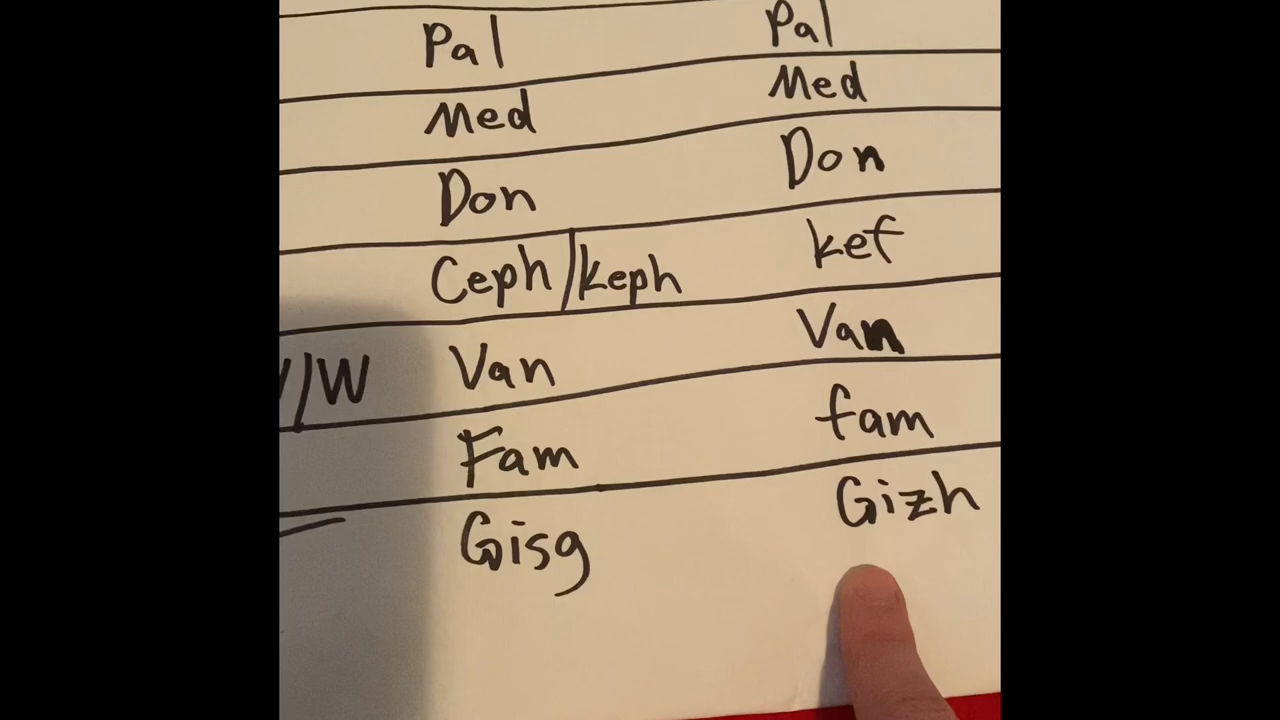 Pal Pal
Med Med
Don Don
Ceph/keph kef
/W Van Van
Fam fam
Gisg Gizh